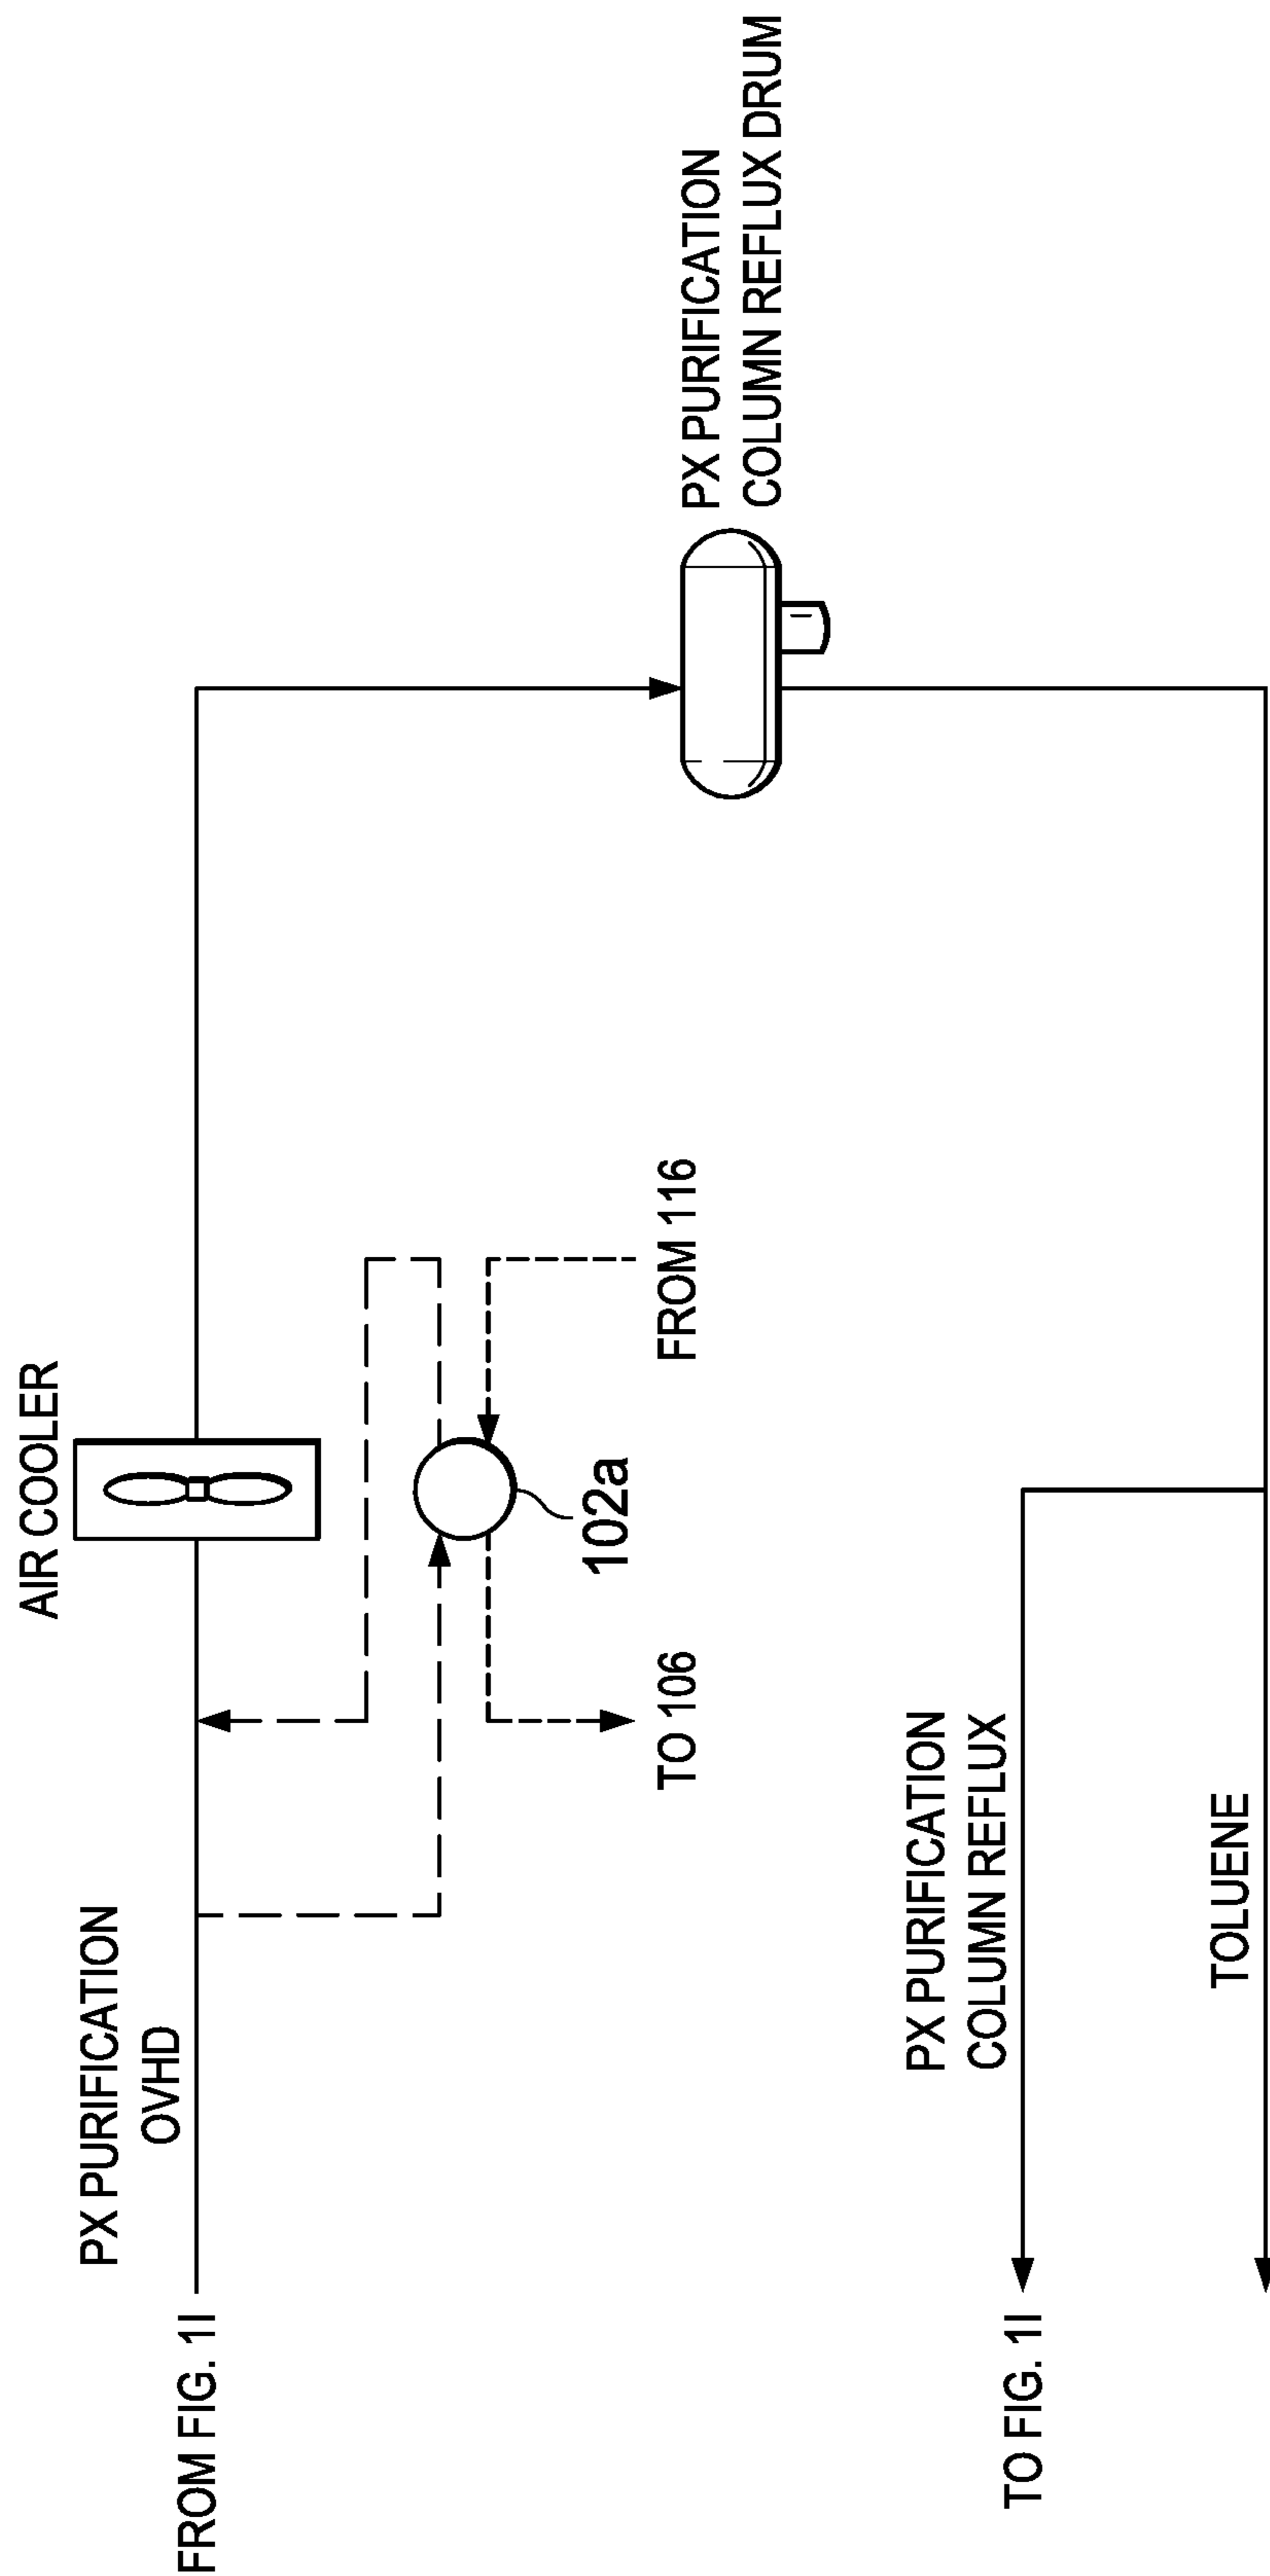 AIR COOLER
PX PURIFICATION
OVHD
FROM FIG. 1I
102a
TO 106
FROM 116
PX PURIFICATION
COLUMN REFLUX DRUM
PX PURIFICATION
COLUMN REFLUX
TO FIG. 1I
TOLUENE